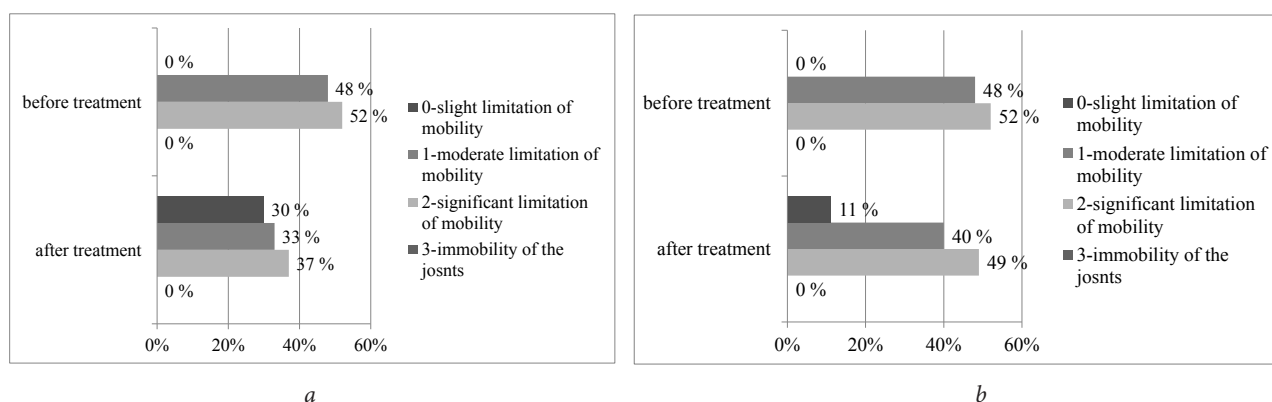 0 %
48 %
before treatment
52 %
0 %
30 %
33 %
after treatment
37 %
0 %
0%
20%
40%
60%
0-slight limitation of
mobility
1-moderate limitation of
mobility
2-significant limitation
of mobility
3-immobility of the
josnts
a
0 %
48 %
before treatment
52 %
0 %
11 %
40 %
after treatment
49 %
0 %
0%
20%
40%
60%
0-slight limitation of
mobility
1-moderate limitation of
mobility
2-significant limitation of
mobility
3-immobility of the
josnts
b